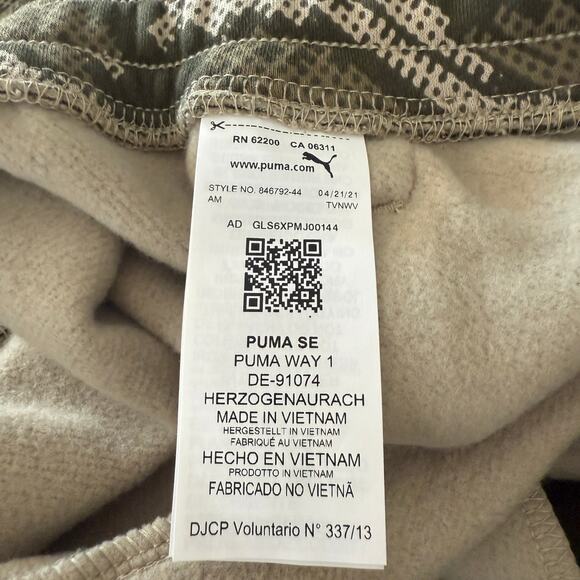 RN 62200 CA 06311
www.puma.com
STYLE NO. 846792-44 04/21/21
AM TVNWV
AD GLS6XPMJ00144
PUMA SE
PUMA WAY 1
DE-91074
HERZOGENAURACH
MADE IN VIETNAM
HERGESTELLT IN VIETNAM
FABRIQUÉ AU VIETNAM
HECHO EN VIETNAM
PRODOTTO IN VIETNAM
FABRICADO NO VIETNÃ
DJCP Voluntario N° 337/13